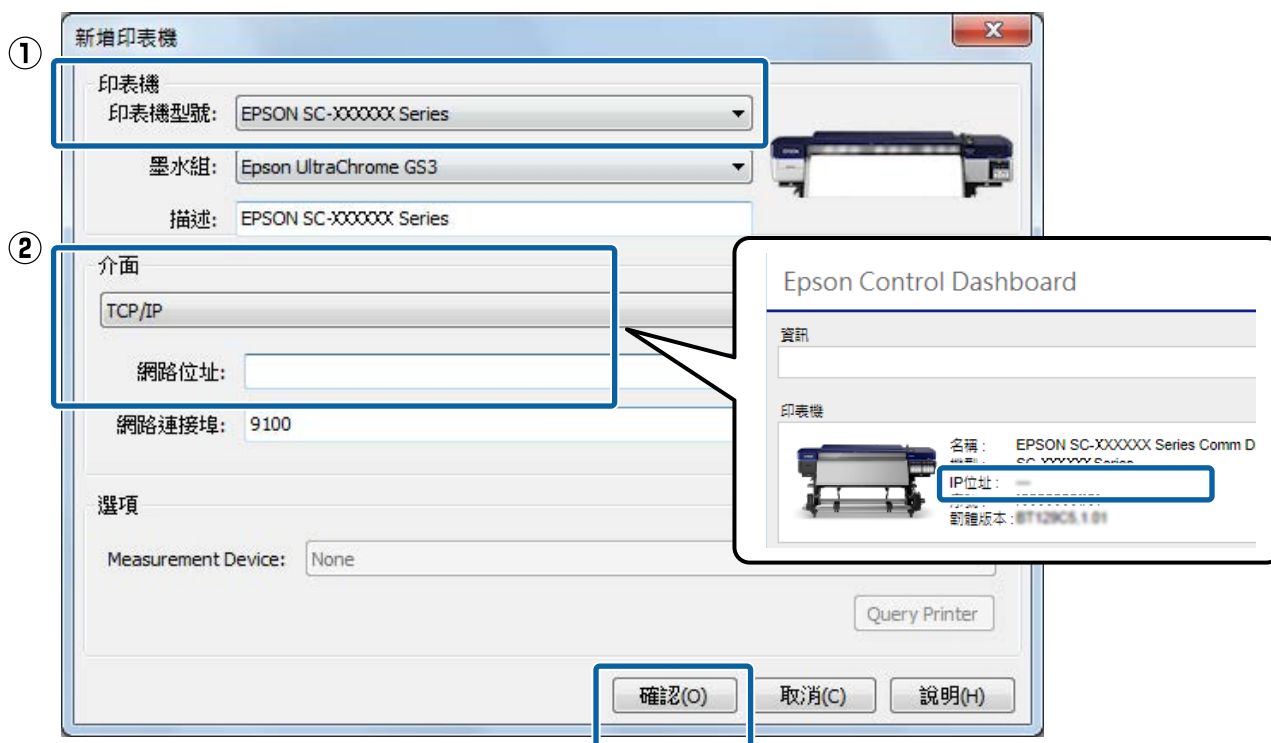 新增印表機
①
印表機
印表機型號: EPSON SC-XXXXXX Series
墨水組: Epson UltraChrome GS3
描述: EPSON SC-XXXXXX Series
②
介面
TCP/IP
網路位址:
網路連接埠: 9100
Epson Control Dashboard
資訊
印表機
名稱 : EPSON SC-XXXXXX Series Comm D
IP位址 :
韌體版本 : BT129C5.1.01
選項
Measurement Device: None
Query Printer
確認(O) 取消(C) 說明(H)